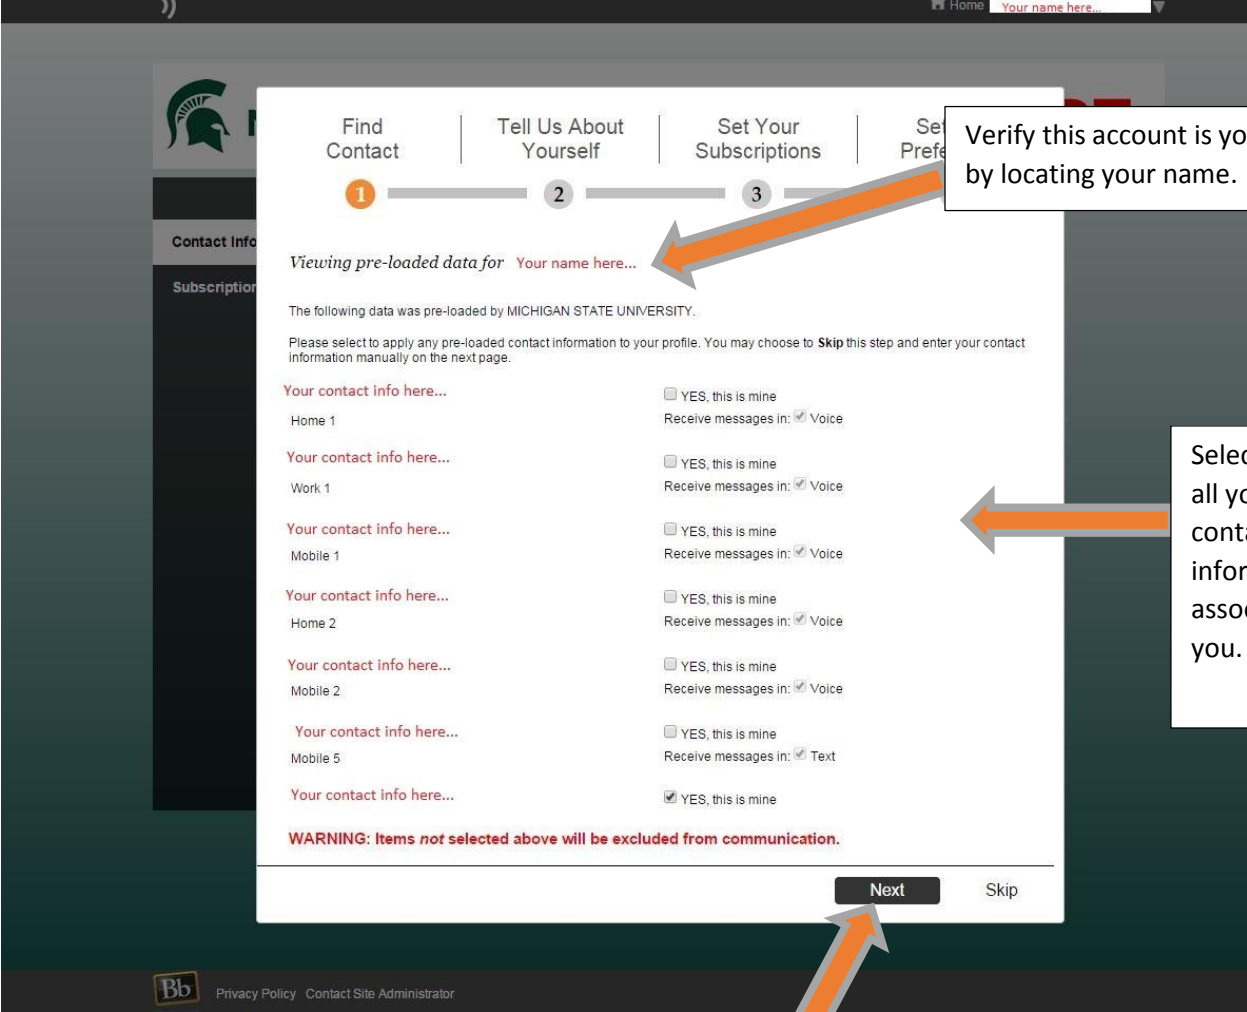 Home Your name here...
Find Contact
Tell Us About Yourself
Set Your Subscriptions
1
2
3
Verify this account is
by locating your name.
Contact Info
Viewing pre-loaded data for Your name here...
The following data was pre-loaded by MICHIGAN STATE UNIVERSITY.
Please select to apply any pre-loaded contact information to your profile. You may choose to Skip this step and enter your contact
information manually on the next page.
Your contact info here...
YES, this is mine
Home 1
Receive messages in: Voice
Your contact info here...
YES, this is mine
Work 1
Receive messages in: Voice
Your contact info here...
YES, this is mine
Mobile 1
Receive messages in: Voice
Your contact info here...
YES, this is mine
Home 2
Receive messages in: Voice
Your contact info here...
YES, this is mine
Mobile 2
Receive messages in: Voice
Your contact info here...
YES, this is mine
Mobile 5
Receive messages in: Text
Your contact info here...
YES, this is mine
all
you.
WARNING: Items not selected above will be excluded from communication.
Next
Skip
Bb
Privacy Policy Contact Site Administrator